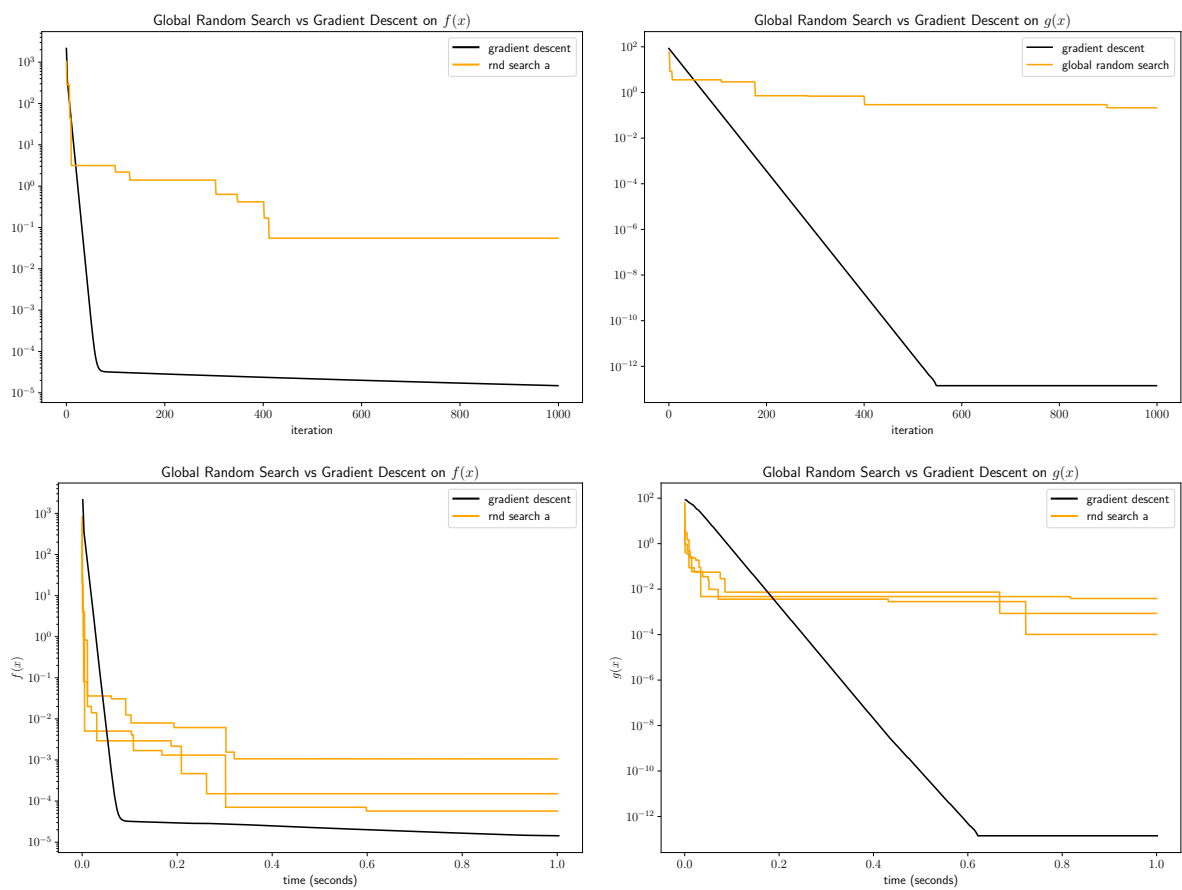 Global Random Search vs Gradient Descent on f(x)
gradient descent
rnd search a
10³
10²
10¹
10⁰
10⁻¹
10⁻²
10⁻³
10⁻⁴
10⁻⁵
0 200 400 600 800 1000
iteration
Global Random Search vs Gradient Descent on g(x)
gradient descent
global random search
10²
10⁰
10⁻²
10⁻⁴
10⁻⁶
10⁻⁸
10⁻¹⁰
10⁻¹²
0 200 400 600 800 1000
iteration
Global Random Search vs Gradient Descent on f(x)
gradient descent
rnd search a
f(x)
10³
10²
10¹
10⁰
10⁻¹
10⁻²
10⁻³
10⁻⁴
10⁻⁵
0.0 0.2 0.4 0.6 0.8 1.0
time (seconds)
Global Random Search vs Gradient Descent on g(x)
gradient descent
rnd search a
g(x)
10²
10⁰
10⁻²
10⁻⁴
10⁻⁶
10⁻⁸
10⁻¹⁰
10⁻¹²
0.0 0.2 0.4 0.6 0.8 1.0
time (seconds)